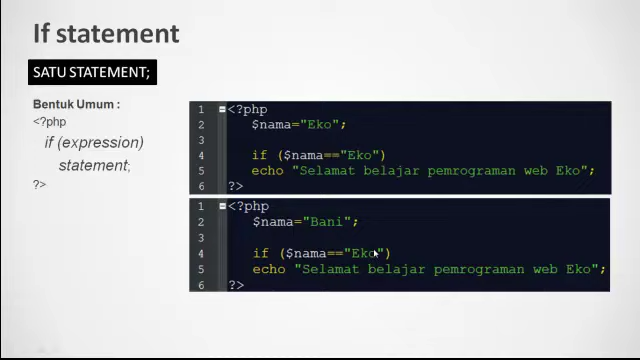 If statement
SATU STATEMENT;
Bentuk Umum :
<?php
if (expression)
statement;
?>
1 <?php
2 $nama="Eko";
3
4 if ($nama=="Eko")
5 echo "Selamat belajar pemrograman web Eko";
6 ?>
1 <?php
2 $nama="Bani";
3
4 if ($nama=="Eko")
5 echo "Selamat belajar pemrograman web Eko";
6 ?>